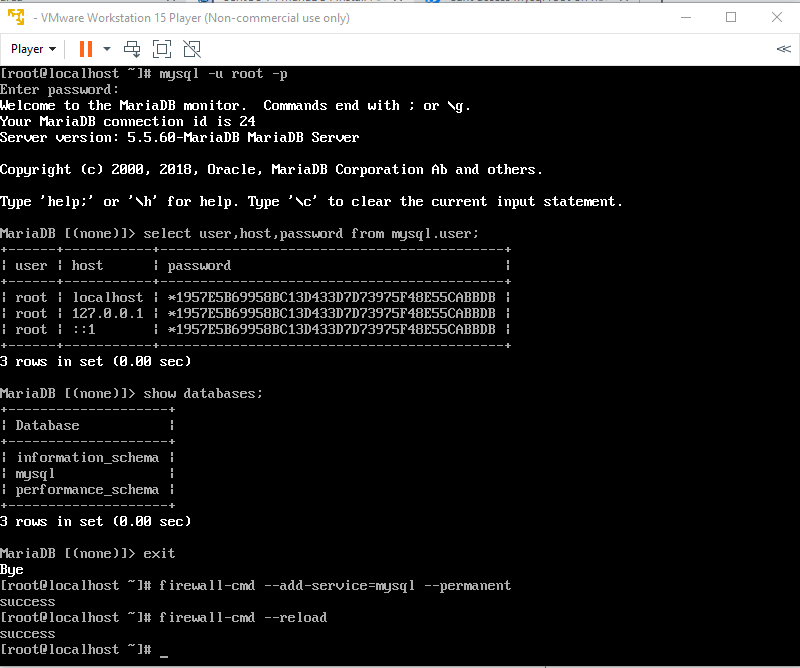 - VMware Workstation 15 Player (Non-commercial use only)
Player
[root@localhost ~]# mysql -u root -p
Enter password:
Welcome to the MariaDB monitor.  Commands end with ; or \g.
Your MariaDB connection id is 24
Server version: 5.5.60-MariaDB MariaDB Server

Copyright (c) 2000, 2018, Oracle, MariaDB Corporation Ab and others.

Type 'help;' or '\h' for help. Type '\c' to clear the current input statement.

MariaDB [(none)]> select user,host,password from mysql.user;
+------+-----------+-------------------------------------------+
| user | host      | password                                  |
+------+-----------+-------------------------------------------+
| root | localhost | *1957E5B69958BC13D433D7D73975F48E55CABBDB |
| root | 127.0.0.1 | *1957E5B69958BC13D433D7D73975F48E55CABBDB |
| root | ::1       | *1957E5B69958BC13D433D7D73975F48E55CABBDB |
+------+-----------+-------------------------------------------+
3 rows in set (0.00 sec)

MariaDB [(none)]> show databases;
+--------------------+
| Database           |
+--------------------+
| information_schema |
| mysql              |
| performance_schema |
+--------------------+
3 rows in set (0.00 sec)

MariaDB [(none)]> exit
Bye
[root@localhost ~]# firewall-cmd --add-service=mysql --permanent
success
[root@localhost ~]# firewall-cmd --reload
success
[root@localhost ~]# _